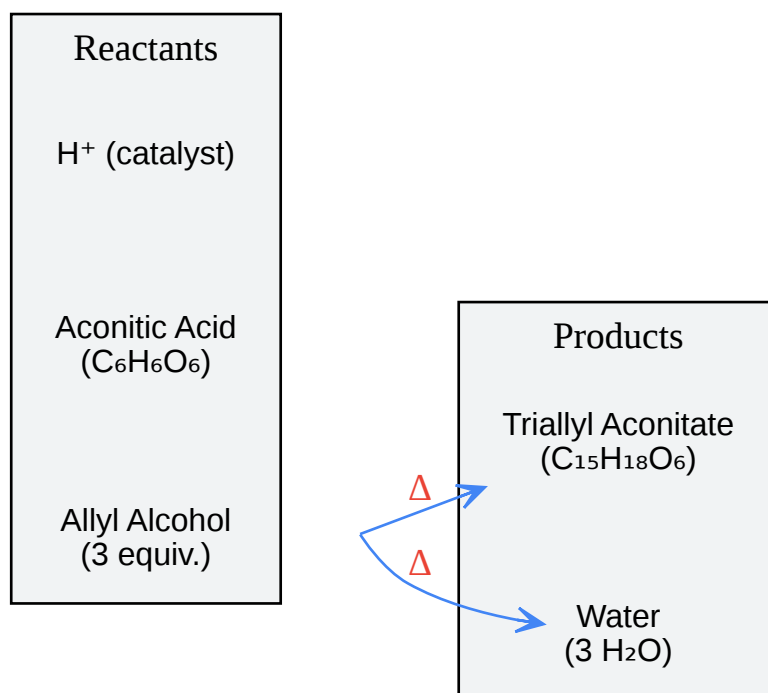 Reactants
H⁺ (catalyst)
Aconitic Acid
(C₆H₆O₆)
Allyl Alcohol
(3 equiv.)
Δ
Δ
Products
Triallyl Aconitate
(C₁₅H₁₈O₆)
Water
(3 H₂O)